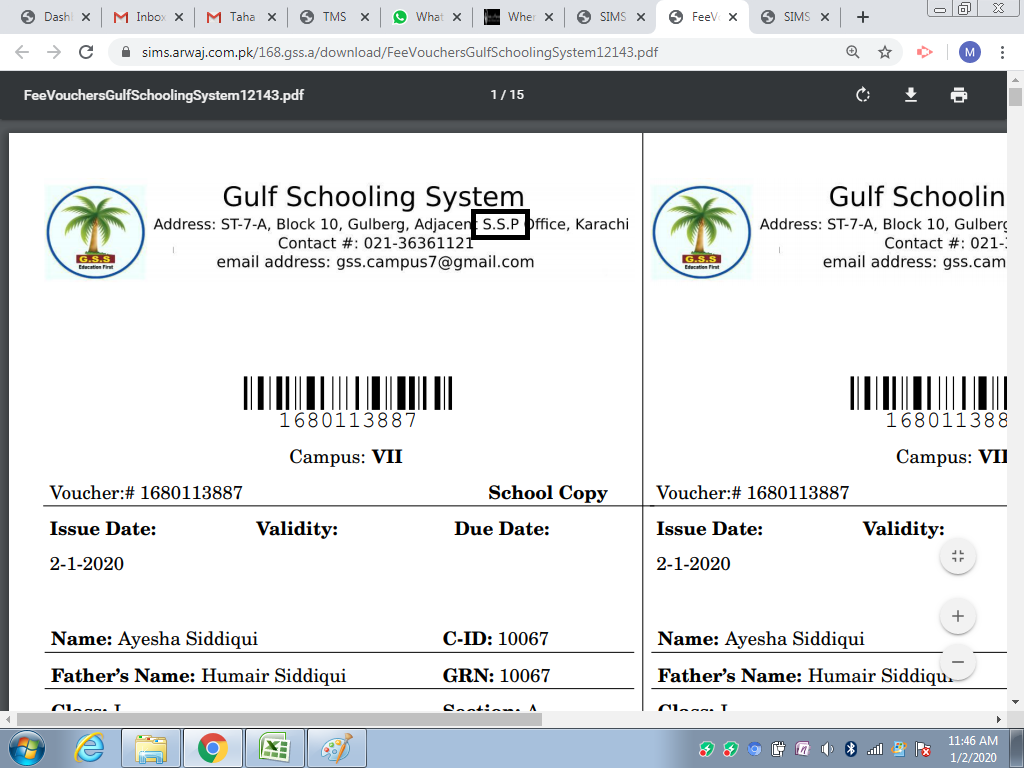 Dash
Inbox
Taha
TMS
What
Wher
SIMS
FeeV
SIMS
sims.arwaj.com.pk/168.gss.a/download/FeeVouchersGulfSchoolingSystem12143.pdf
M
FeeVouchersGulfSchoolingSystem12143.pdf
1 / 15
Gulf Schooling System
Address: ST-7-A, Block 10, Gulberg, Adjacent S.S.P Office, Karachi
Contact #: 021-36361121
email address: gss.campus7@gmail.com
G.S.S
Education First
1680113887
Campus: VII
Voucher:# 1680113887 School Copy
Issue Date: Validity: Due Date:
2-1-2020
Name: Ayesha Siddiqui C-ID: 10067
Father's Name: Humair Siddiqui GRN: 10067
Class: I Section: A
Gulf Schoolin
Address: ST-7-A, Block 10, Gulberg
Contact #: 021-
email address: gss.cam
G.S.S
Education First
168011388
Campus: VII
Voucher:# 1680113887
Issue Date: Validity:
2-1-2020
Name: Ayesha Siddiqui
Father's Name: Humair Siddiqui
Class: I
11:46 AM
1/2/2020